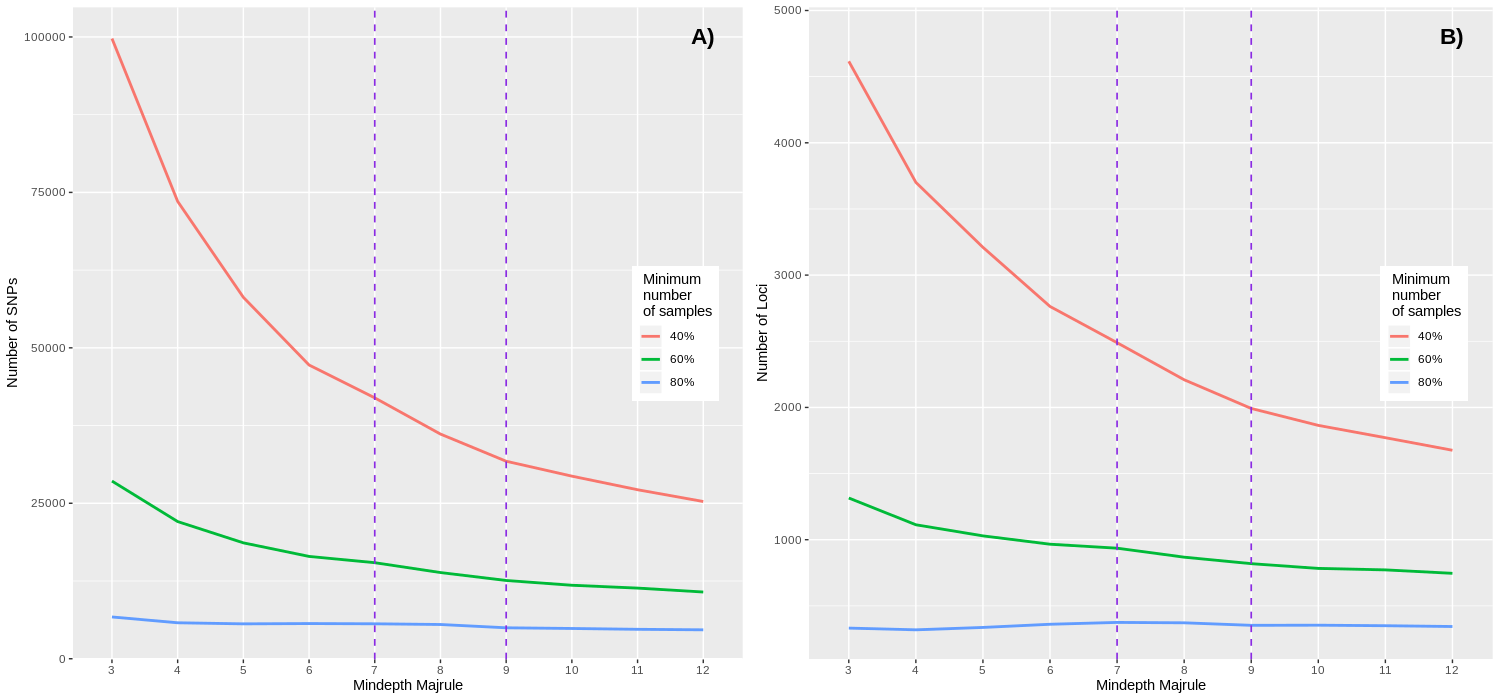 A)
100000
75000
50000
25000
0
Number of SNPs
3 4 5 6 7 8 9 10 11 12
Mindepth Majrule
Minimum
number
of samples
40%
60%
80%
B)
5000
4000
3000
2000
1000
Number of Loci
3 4 5 6 7 8 9 10 11 12
Mindepth Majrule
Minimum
number
of samples
40%
60%
80%